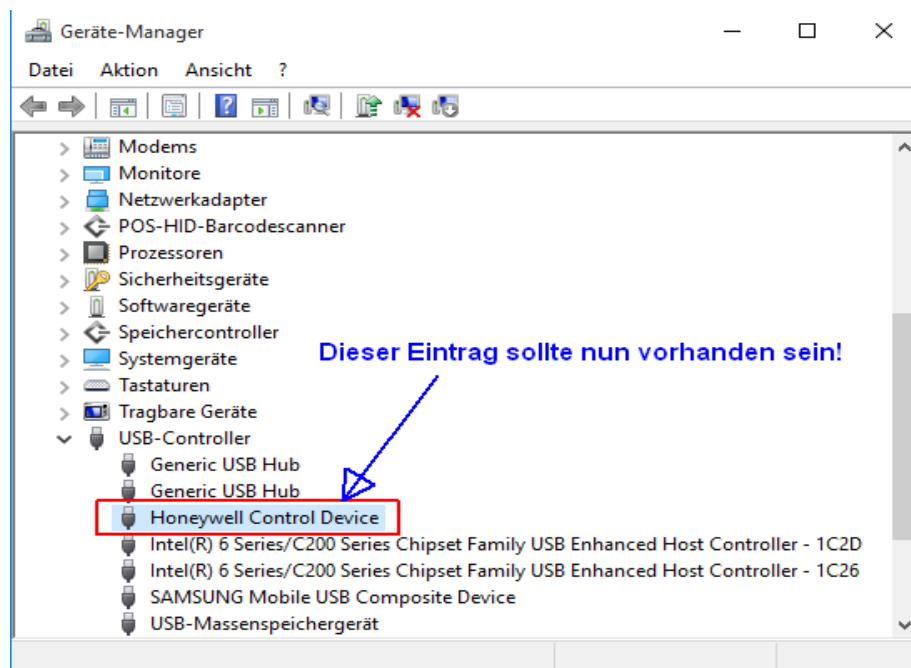 Geräte-Manager
Datei Aktion Ansicht ?
Modems
Monitore
Netzwerkadapter
POS-HID-Barcodescanner
Prozessoren
Sicherheitsgeräte
Softwaregeräte
Speichercontroller
Dieser Eintrag sollte nun vorhanden sein!
Systemgeräte
Tastaturen
Tragbare Geräte
USB-Controller
Generic USB Hub
Generic USB Hub
Honeywell Control Device
Intel(R) 6 Series/C200 Series Chipset Family USB Enhanced Host Controller - 1C2D
Intel(R) 6 Series/C200 Series Chipset Family USB Enhanced Host Controller - 1C26
SAMSUNG Mobile USB Composite Device
USB-Massenspeichergerät